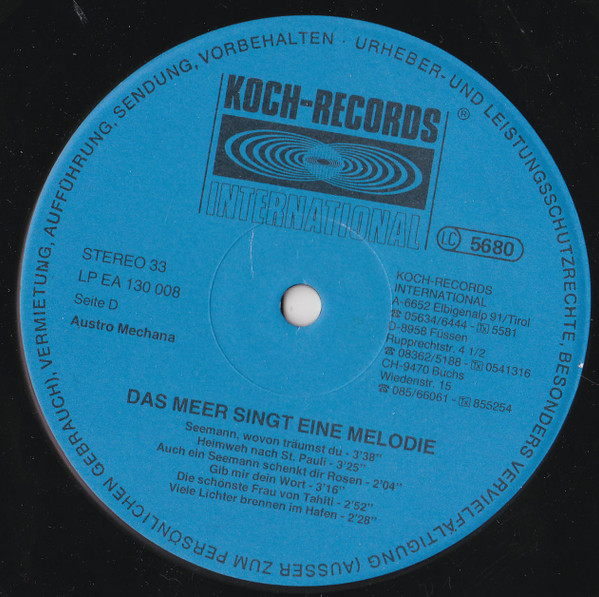 URHEBER- UND LEISTUNGSSCHUTZRECHTE, BESONDERS VERVIELFÄLTIGUNG (AUSSER ZUM PERSÖNLICHEN GEBRAUCH), VERMIETUNG, AUFFÜHRUNG, SENDUNG, VORBEHALTEN ·
KOCH-RECORDS
®
INTERNATIONAL
LC 5680
STEREO 33
LP EA 130 008
Seite D
Austro Mechana
KOCH-RECORDS
INTERNATIONAL
A-6652 Elbigenalp 91/Tirol
☎ 05634/6444 - Tx 5581
D-8958 Füssen
Rupprechtstr. 4 1/2
☎ 08362/5188 - Tx 0541316
CH-9470 Buchs
Wiedenstr. 15
☎ 085/66061 - Tx 855254
DAS MEER SINGT EINE MELODIE
Seemann, wovon träumst du - 3'38"
Heimweh nach St. Pauli - 3'25"
Auch ein Seemann schenkt dir Rosen - 2'04"
Gib mir dein Wort - 3'16"
Die schönste Frau von Tahiti - 2'52"
Viele Lichter brennen im Hafen - 2'28"